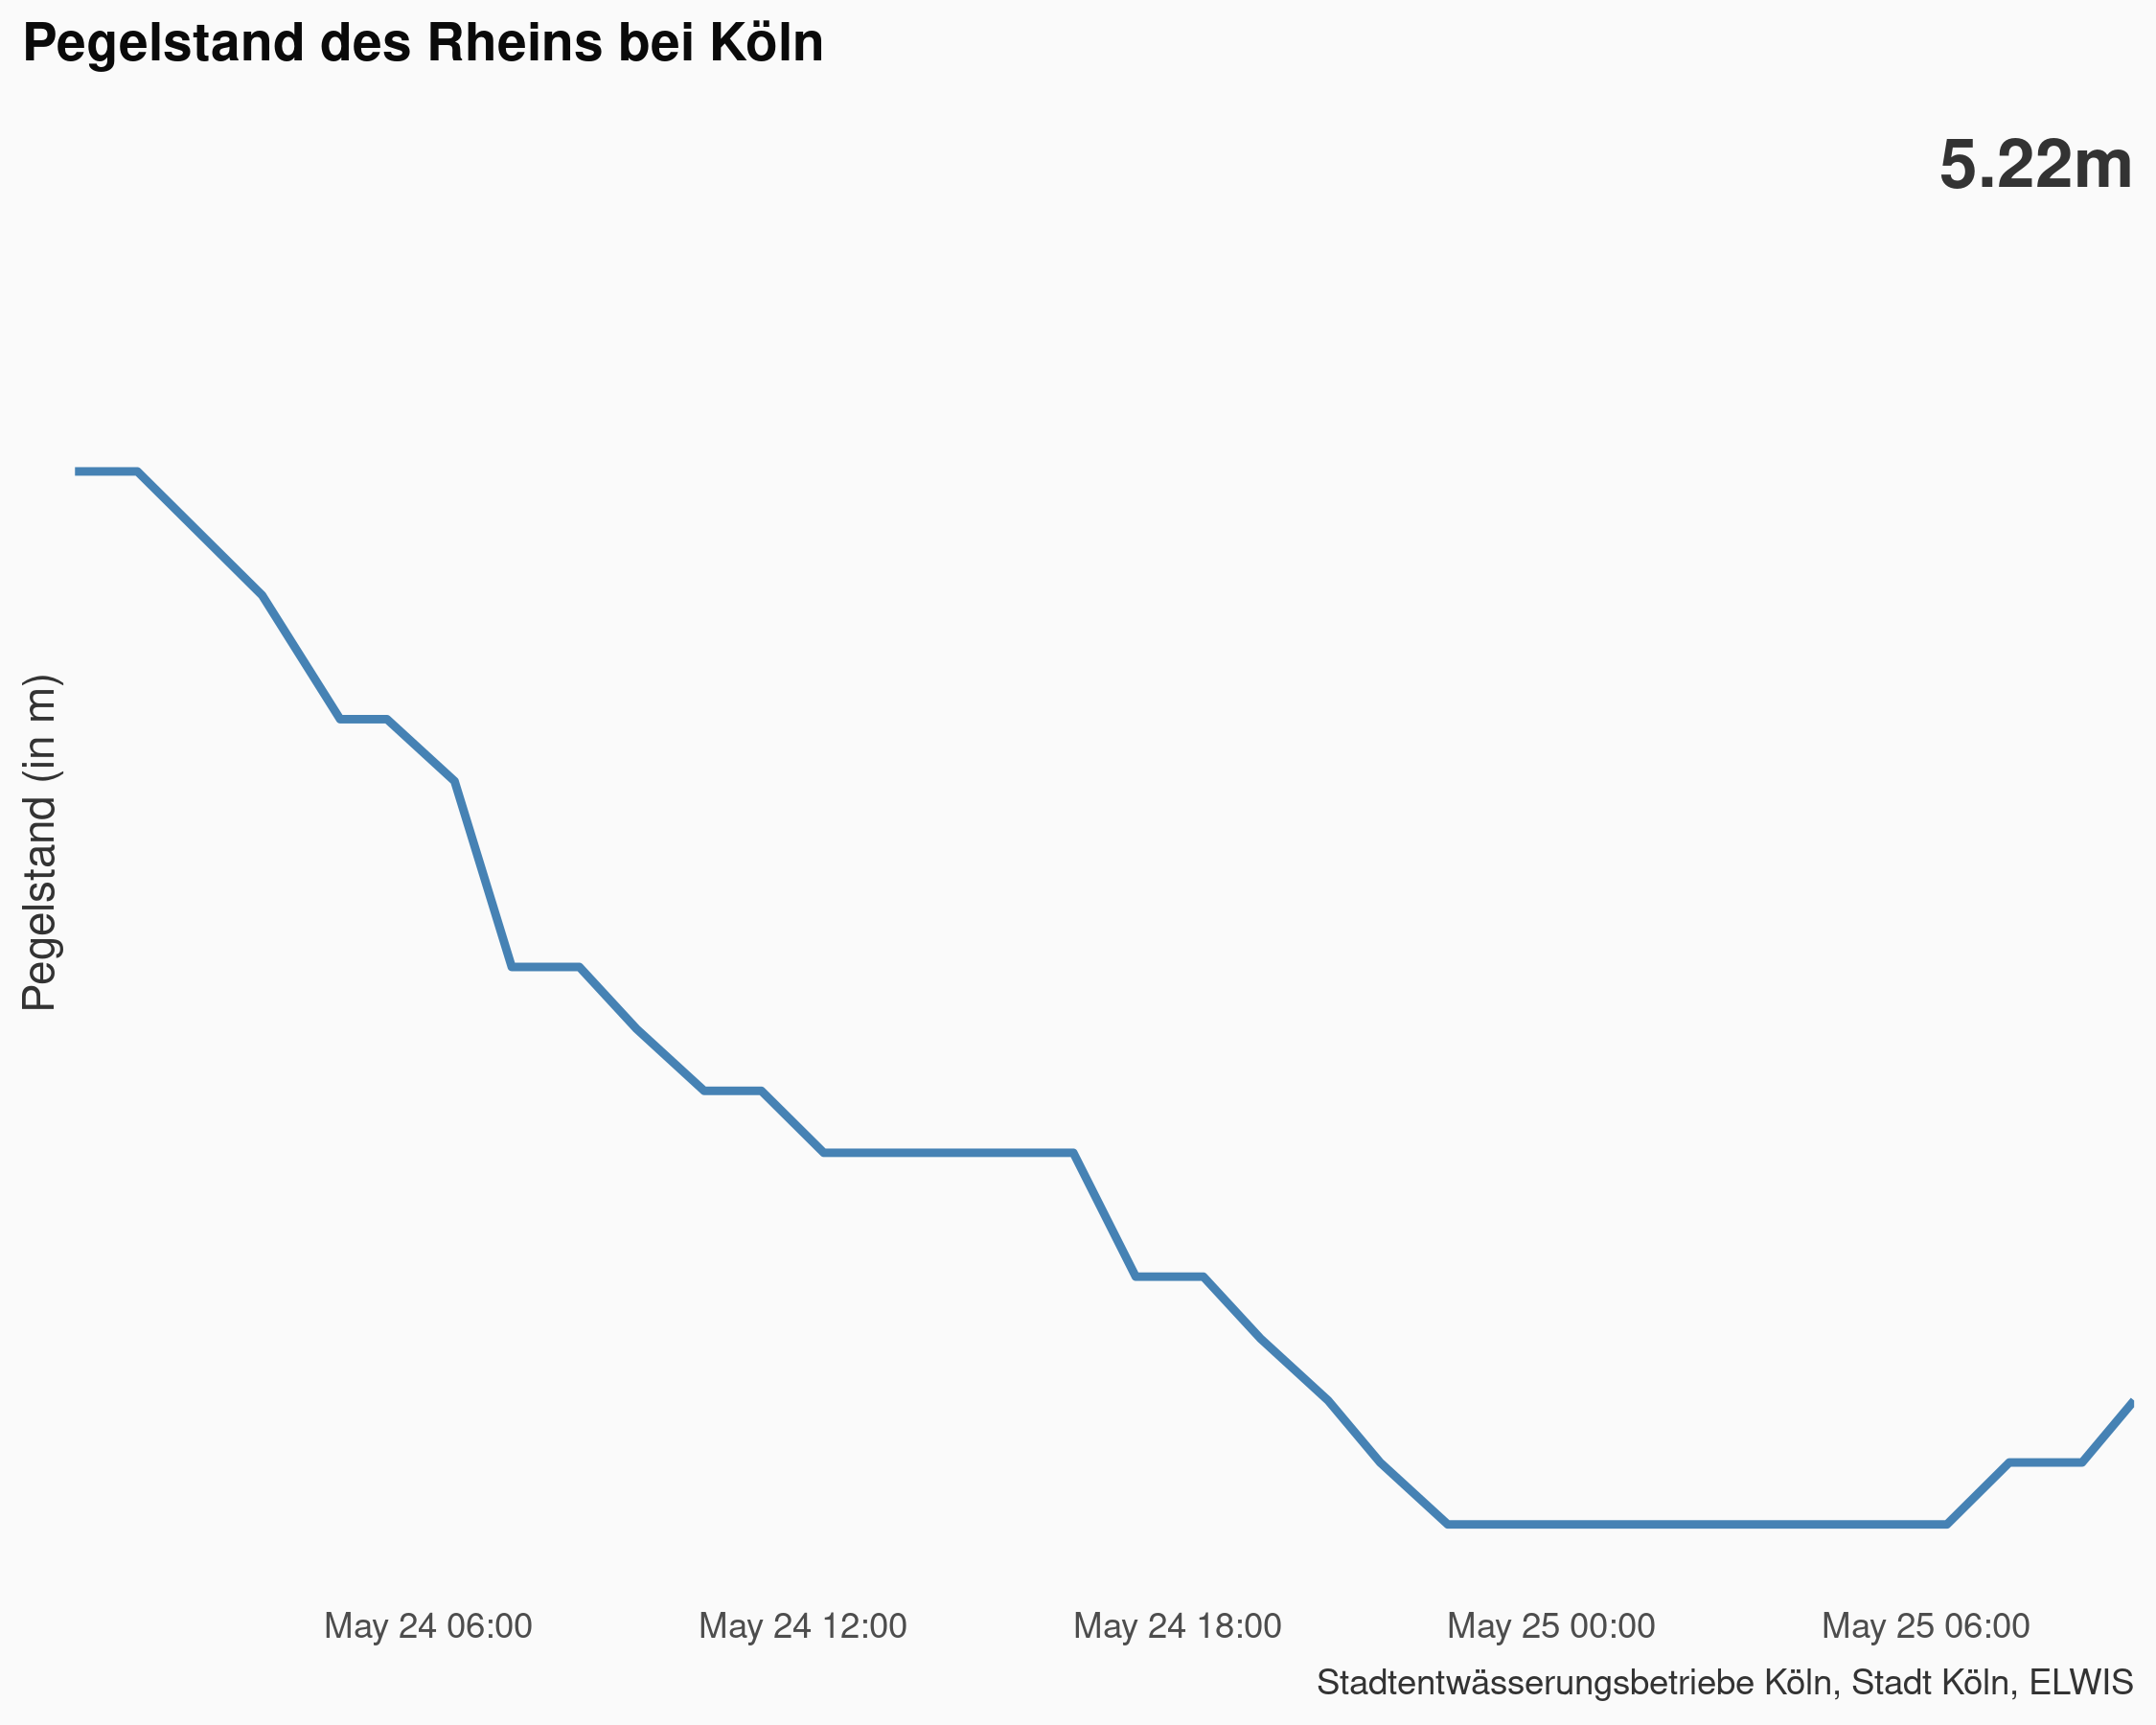 Pegelstand des Rheins bei Köln
5.22m
Pegelstand (in m)
May 24 06:00
May 24 12:00
May 24 18:00
May 25 00:00
May 25 06:00
Stadtentwässerungsbetriebe Köln, Stadt Köln, ELWIS